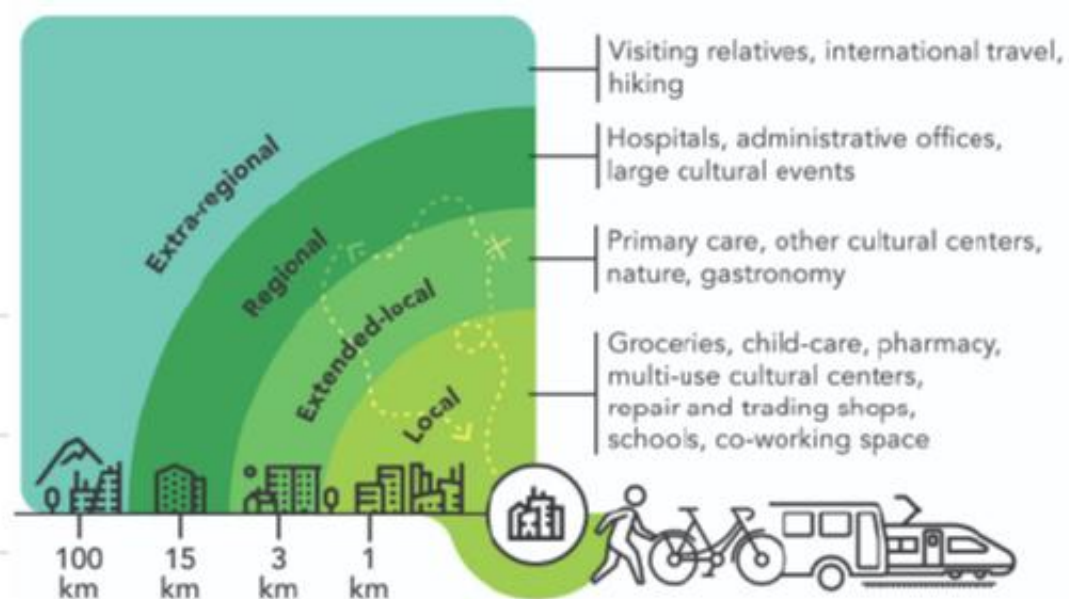 Visiting relatives, international travel,
hiking
Hospitals, administrative offices,
large cultural events
Primary care, other cultural centers,
nature, gastronomy
Groceries, child-care, pharmacy,
multi-use cultural centers,
repair and trading shops,
schools, co-working space
Extra-regional
Regional
Extended-local
Local
100
km
15
km
3
km
1
km